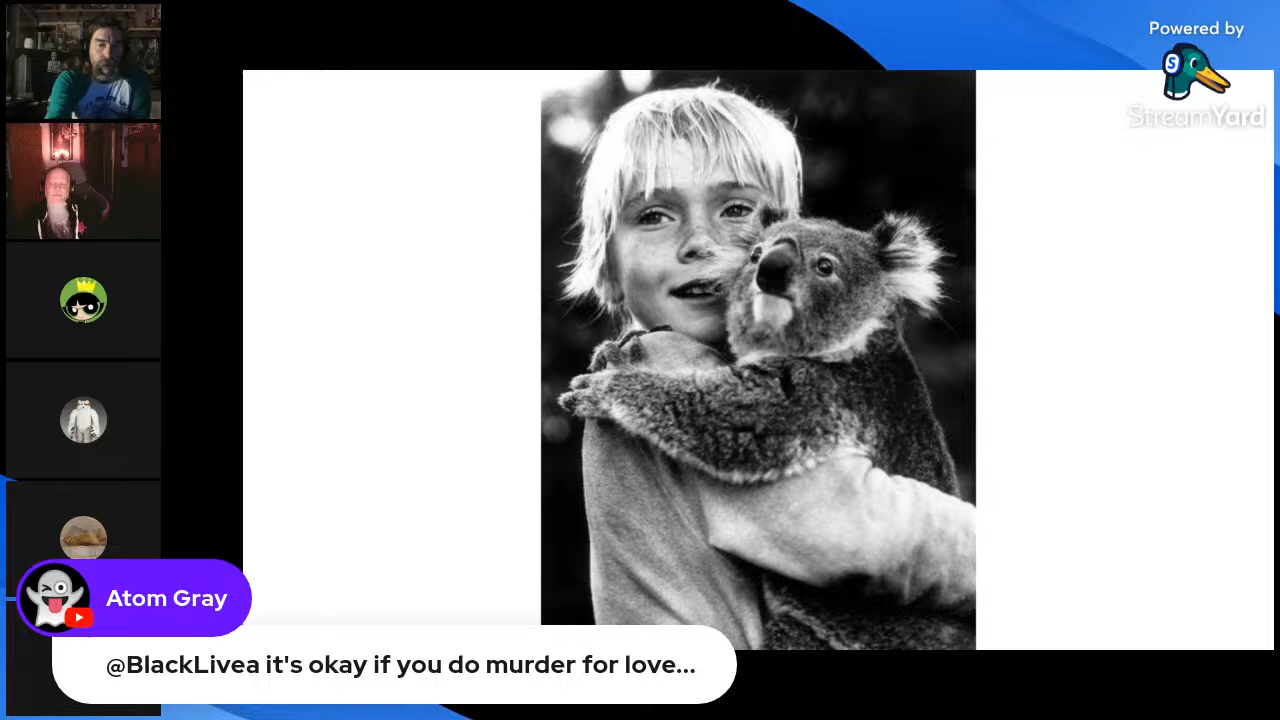 Powered by
StreamYard
Atom Gray
@BlackLivea it's okay if you do murder for love...